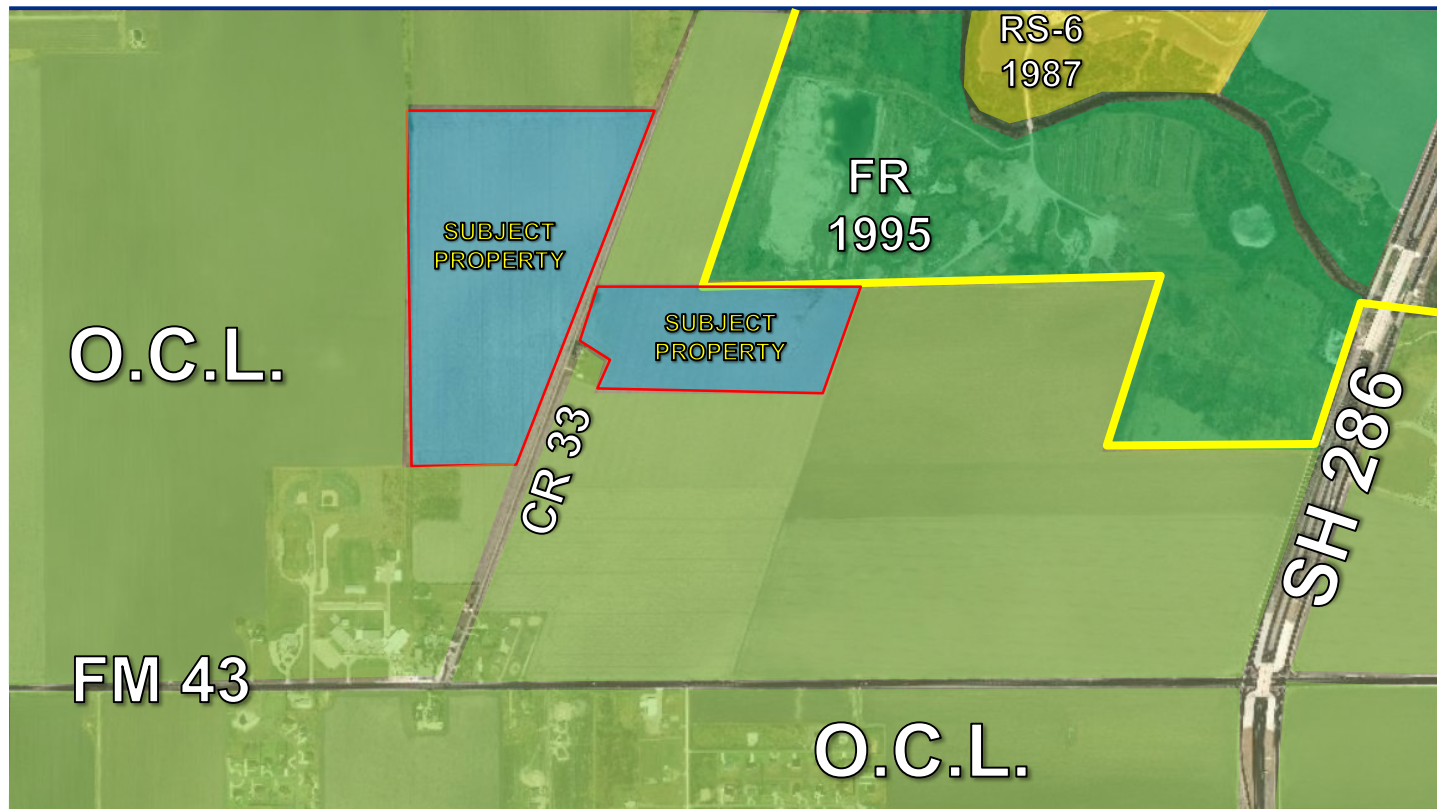 RS-6
1987
FR
1995
SUBJECT
PROPERTY
SUBJECT
PROPERTY
O.C.L.
CR 33
SH 286
FM 43
O.C.L.